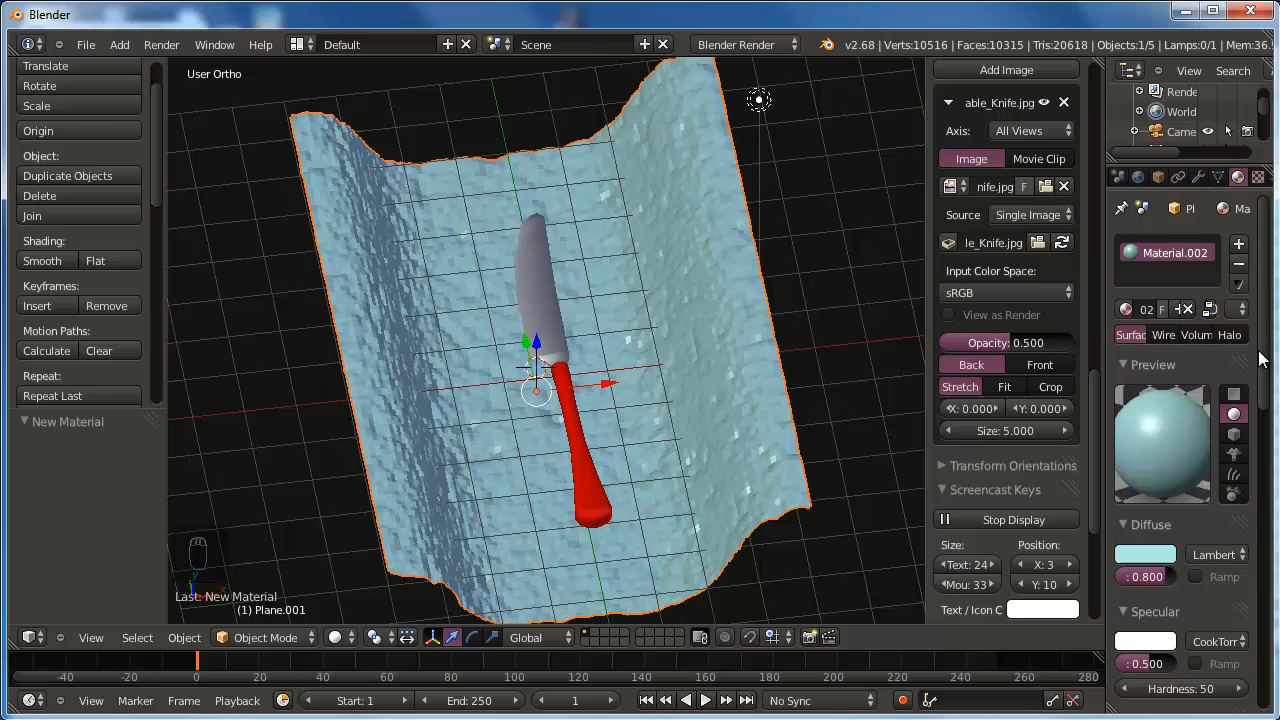 Blender
File Add Render Window Help Default Scene Blender Render v2.68 | Verts:10516 | Faces:10315 | Tris:20618 | Objects:1/5 | Lamps:0/1 | Mem:36.
Translate
Rotate
Scale
Origin
Object:
Duplicate Objects
Delete
Join
Shading:
Smooth Flat
Keyframes:
Insert Remove
Motion Paths:
Calculate Clear
Repeat:
Repeat Last
New Material
User Ortho
Last: New Material
(1) Plane.001
Add Image
able_Knife.jpg
Axis: All Views
Image Movie Clip
nife.jpg F
Source Single Image
le_Knife.jpg
Input Color Space:
sRGB
View as Render
Opacity: 0.500
Back Front
Stretch Fit Crop
X: 0.000 Y: 0.000
Size: 5.000
Transform Orientations
Screencast Keys
Stop Display
Size: Position:
Text: 24 X: 3
Mou: 33 Y: 10
Text / Icon C
View Search
Rende
World
Came
Pl Ma
Material.002
02 F
Surfac Wire Volum Halo
Preview
Diffuse
Lambert
: 0.800 Ramp
Specular
CookTorr
: 0.500 Ramp
Hardness: 50
View Select Object Object Mode Global
-40 -20 0 20 40 60 80 100 120 140 160 180 200 220 240 260 280
View Marker Frame Playback Start: 1 End: 250 1 No Sync